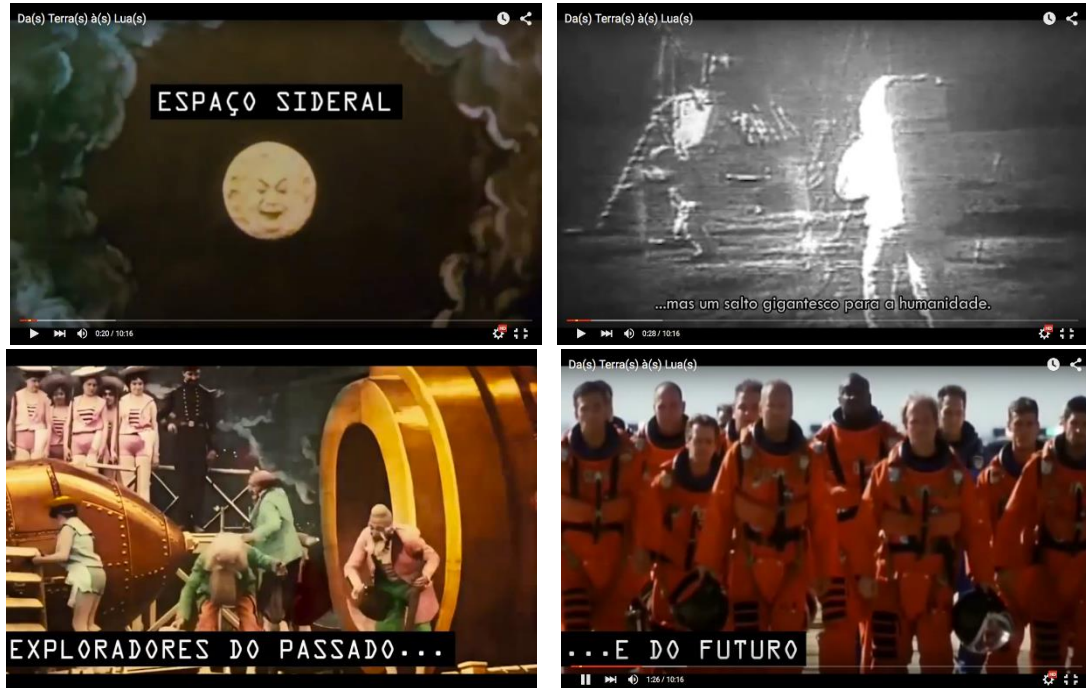 Da(s) Terra(s) à(s) Lua(s)
ESPAÇO SIDERAL
0:20 / 10:16
Da(s) Terra(s) à(s) Lua(s)
...mas um salto gigantesco para a humanidade.
0:28 / 10:16
EXPLORADORES DO PASSADO...
Da(s) Terra(s) à(s) Lua(s)
...E DO FUTURO
1:26 / 10:16